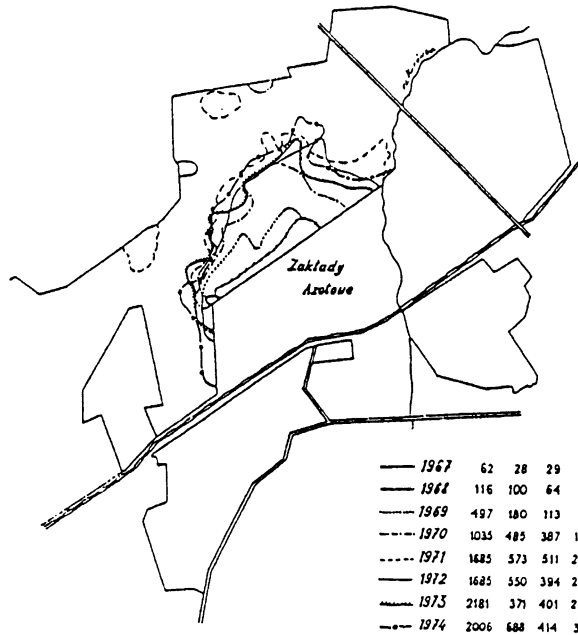 Zakłady
Azotowe
1967 62 28 29
1968 116 100 64
1969 497 180 113
1970 1035 485 387 1
1971 1685 573 511 2
1972 1685 550 394 2
1973 2181 371 401 2
1974 2006 688 414 3